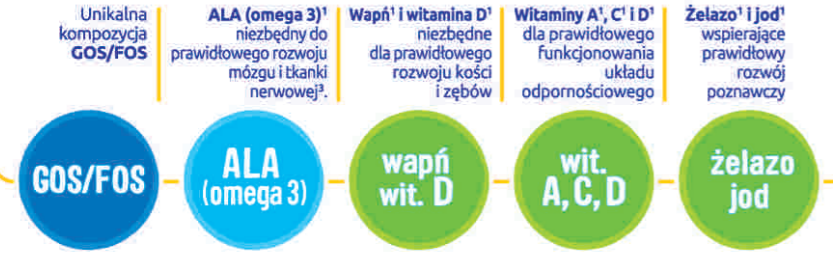 Unikalna
kompozycja
GOS/FOS
ALA (omega 3)¹
niezbędny do
prawidłowego rozwoju
mózgu i tkanki
nerwowej³.
Wapń¹ i witamina D¹
niezbędne
dla prawidłowego
rozwoju kości
i zębów
Witaminy A¹, C¹ i D¹
dla prawidłowego
funkcjonowania
układu
odpornościowego
Żelazo¹ i jod¹
wspierające
prawidłowy
rozwój
poznawczy
GOS/FOS
ALA
(omega 3)
wapń
wit. D
wit.
A, C, D
żelazo
jod